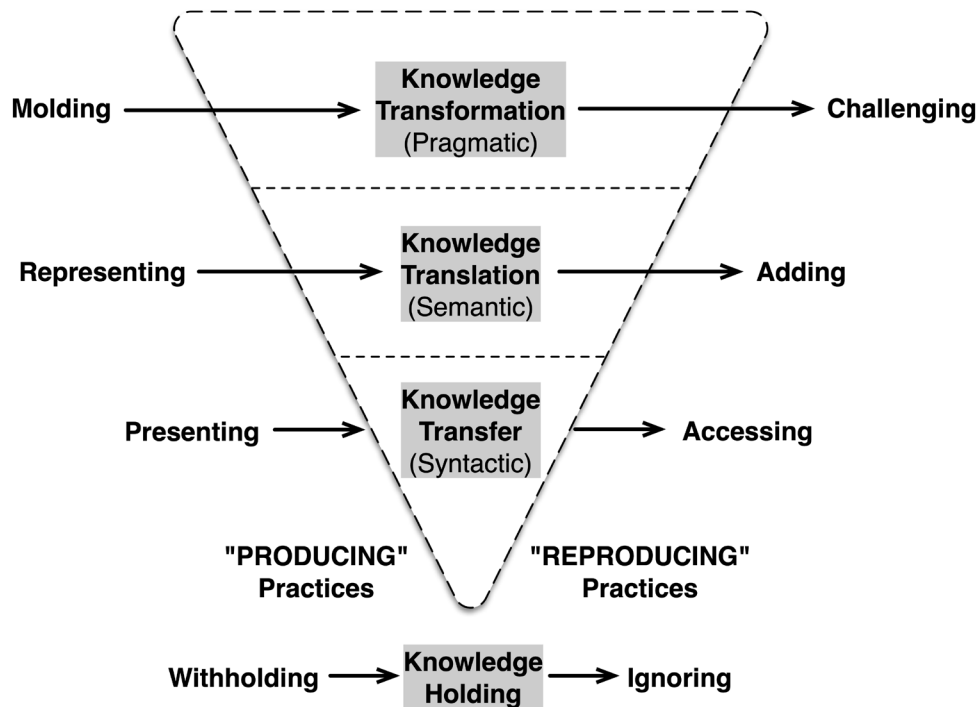 Knowledge
Transformation
(Pragmatic)
Molding
Challenging
Knowledge
Translation
(Semantic)
Representing
Adding
Knowledge
Transfer
(Syntactic)
Presenting
Accessing
"PRODUCING"
Practices
"REPRODUCING"
Practices
Withholding
Knowledge
Holding
Ignoring